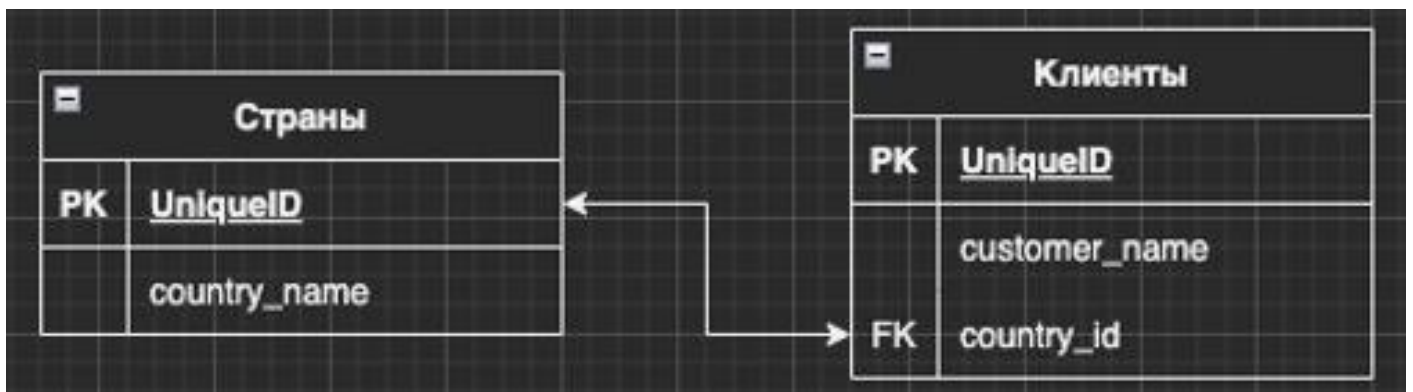 Страны
PK UniqueID
country_name
Клиенты
PK UniqueID
customer_name
FK country_id